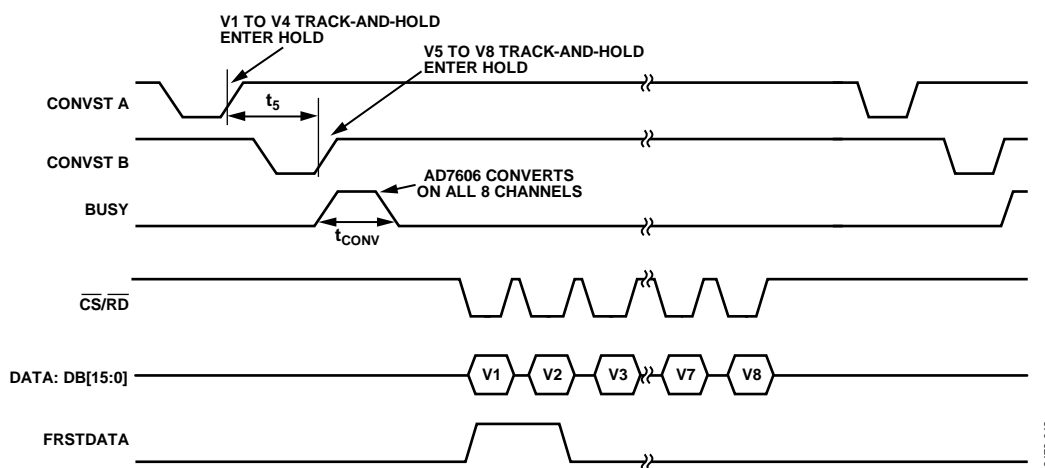 V1 TO V4 TRACK-AND-HOLD
ENTER HOLD
V5 TO V8 TRACK-AND-HOLD
ENTER HOLD
CONVST A
t5
CONVST B
AD7606 CONVERTS
ON ALL 8 CHANNELS
BUSY
tCONV
CS/RD
DATA: DB[15:0]
V1
V2
V3
V7
V8
FRSTDATA